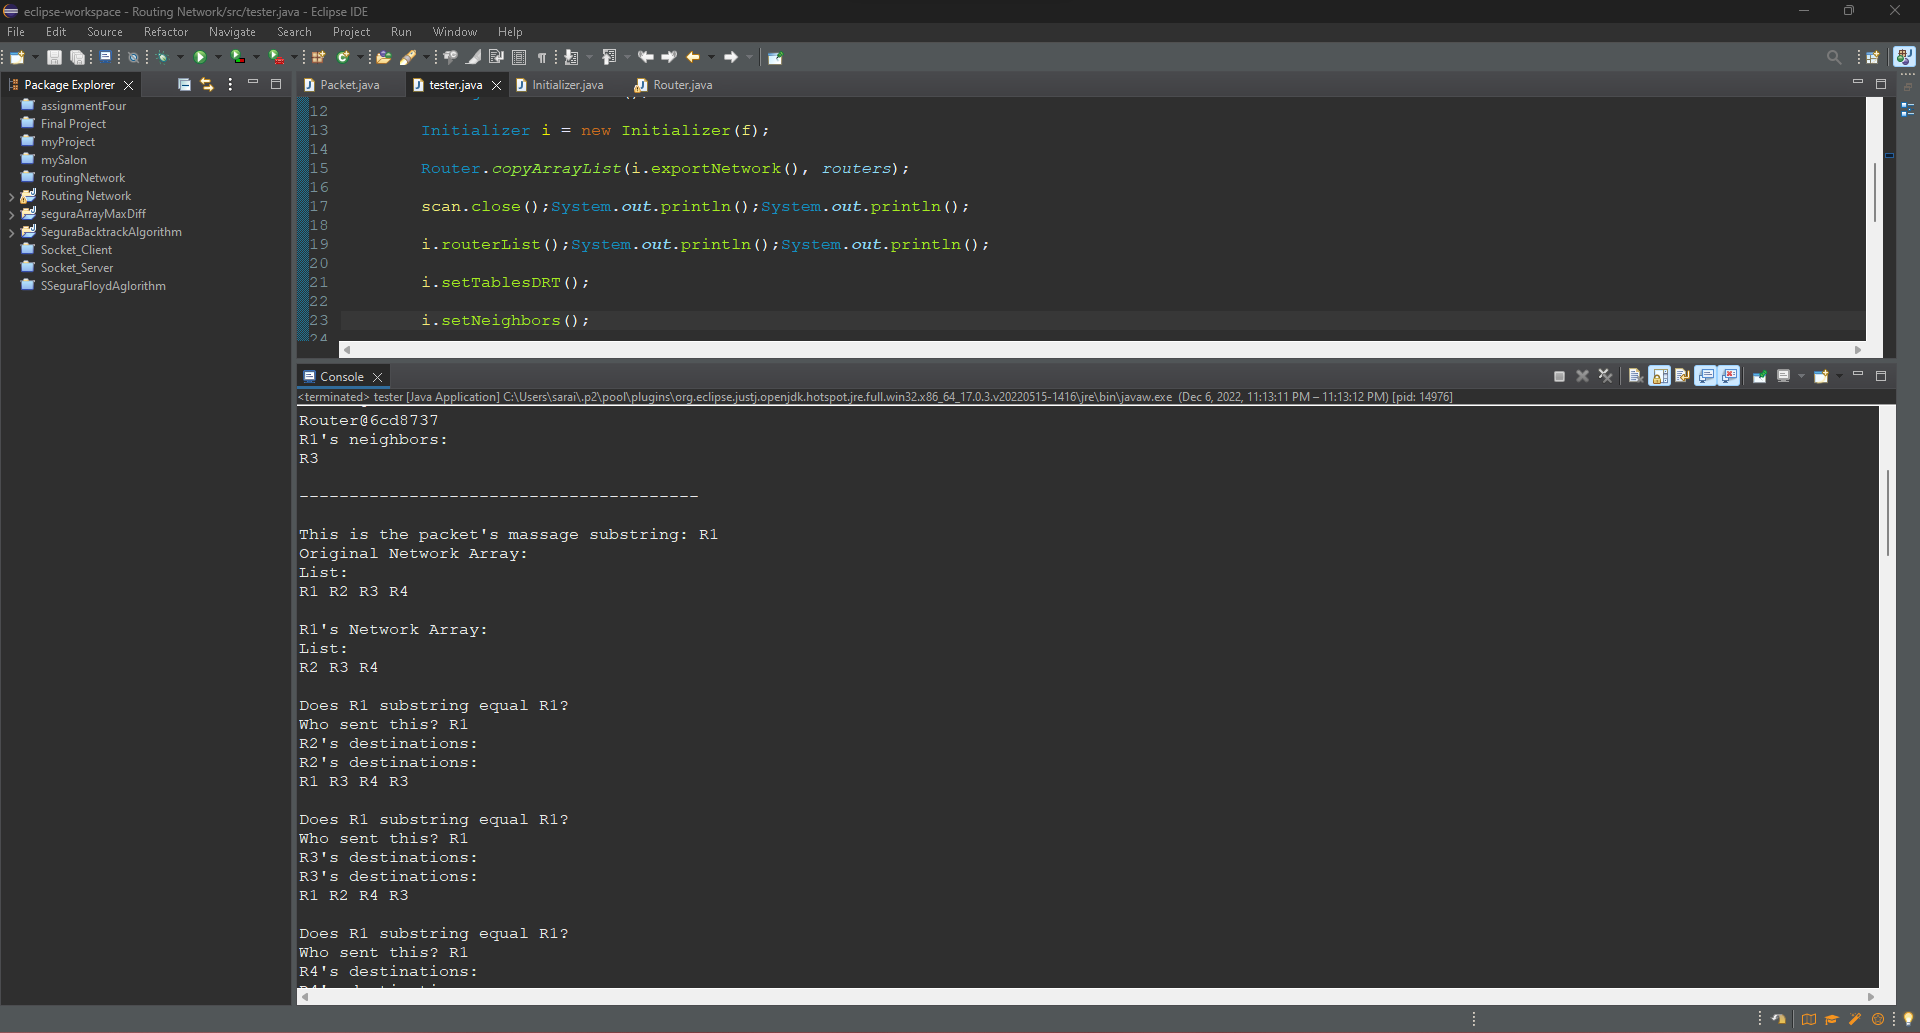 eclipse-workspace - Routing Network/src/tester.java - Eclipse IDE
File Edit Source Refactor Navigate Search Project Run Window Help
Package Explorer
Packet.java tester.java Initializer.java Router.java
assignmentFour
Final Project
myProject
mySalon
routingNetwork
Routing Network
seguraArrayMaxDiff
SeguraBacktrackAlgorithm
Socket_Client
Socket_Server
SSeguraFloydAglorithm
12
13 Initializer i = new Initializer(f);
14
15 Router.copyArrayList(i.exportNetwork(), routers);
16
17 scan.close();System.out.println();System.out.println();
18
19 i.routerList();System.out.println();System.out.println();
20
21 i.setTablesDRT();
22
23 i.setNeighbors();
24
Console
<terminated> tester [Java Application] C:\Users\sarai\.p2\pool\plugins\org.eclipse.justj.openjdk.hotspot.jre.full.win32.x86_64_17.0.3.v20220515-1416\jre\bin\javaw.exe (Dec 6, 2022, 11:13:11 PM – 11:13:12 PM) [pid: 14976]
Router@6cd8737
R1's neighbors:
R3
----------------------------------------
This is the packet's massage substring: R1
Original Network Array:
List:
R1 R2 R3 R4
R1's Network Array:
List:
R2 R3 R4
Does R1 substring equal R1?
Who sent this? R1
R2's destinations:
R2's destinations:
R1 R3 R4 R3
Does R1 substring equal R1?
Who sent this? R1
R3's destinations:
R3's destinations:
R1 R2 R4 R3
Does R1 substring equal R1?
Who sent this? R1
R4's destinations: